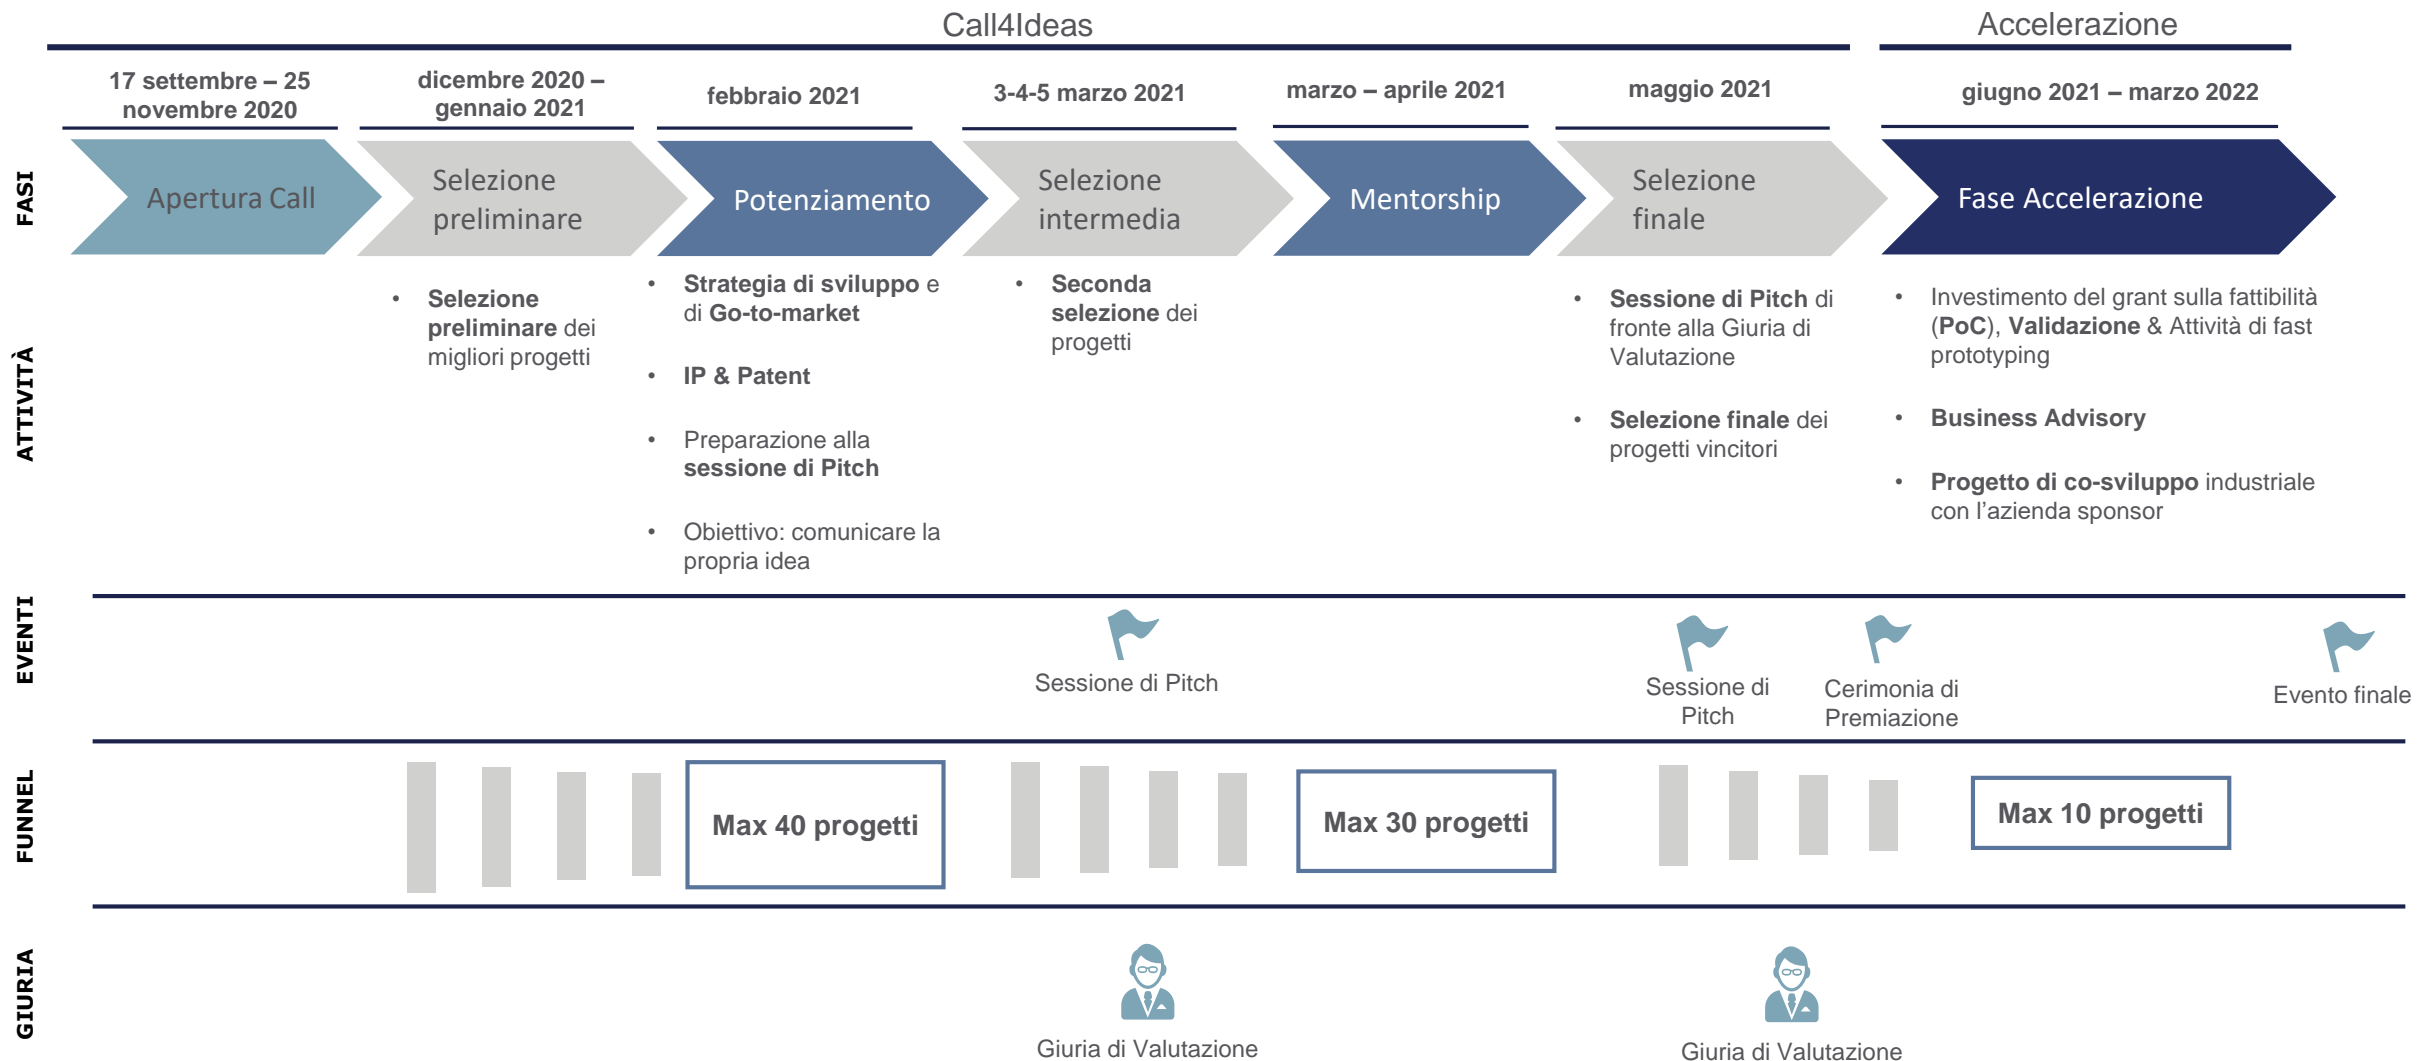 Call4Ideas
Accelerazione
17 settembre – 25
novembre 2020
dicembre 2020 –
gennaio 2021
febbraio 2021
3-4-5 marzo 2021
marzo – aprile 2021
maggio 2021
giugno 2021 – marzo 2022
FASI
Apertura Call
Selezione
preliminare
Potenziamento
Selezione
intermedia
Mentorship
Selezione
finale
Fase Accelerazione
ATTIVITÀ
• Selezione
preliminare dei
migliori progetti
• Strategia di sviluppo e
di Go-to-market
• IP & Patent
• Preparazione alla
sessione di Pitch
• Obiettivo: comunicare la
propria idea
• Seconda
selezione dei
progetti
• Sessione di Pitch di
fronte alla Giuria di
Valutazione
• Selezione finale dei
progetti vincitori
• Investimento del grant sulla fattibilità
(PoC), Validazione & Attività di fast
prototyping
• Business Advisory
• Progetto di co-sviluppo industriale
con l’azienda sponsor
EVENTI
Sessione di Pitch
Sessione di
Pitch
Cerimonia di
Premiazione
Evento finale
FUNNEL
Max 40 progetti
Max 30 progetti
Max 10 progetti
GIURIA
Giuria di Valutazione
Giuria di Valutazione